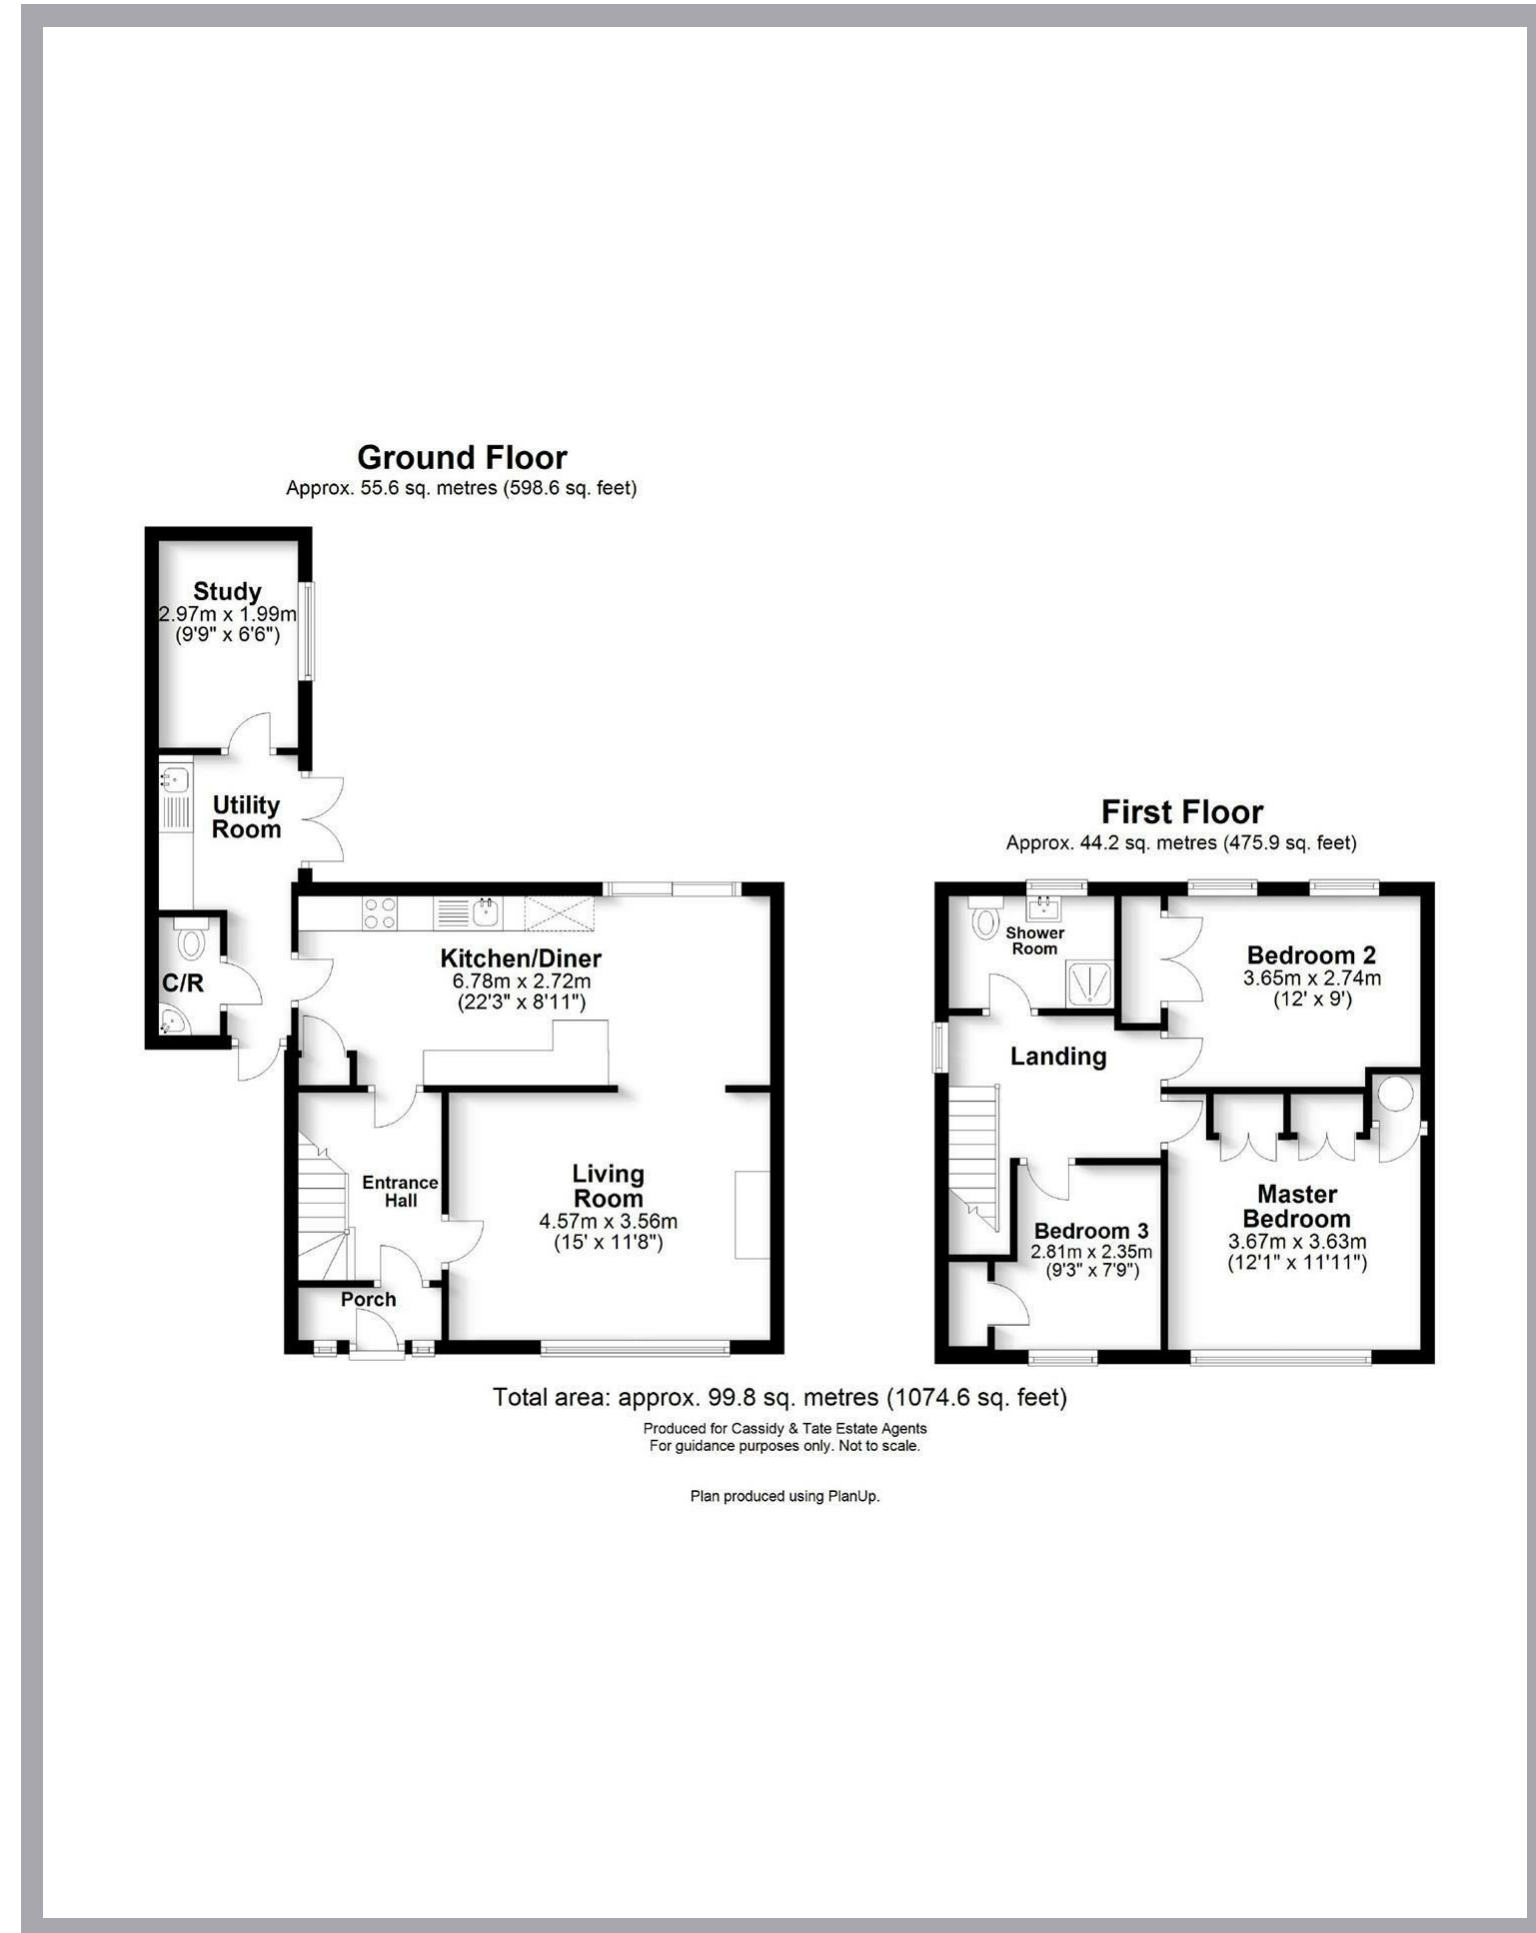 Ground Floor
Approx. 55.6 sq. metres (598.6 sq. feet)
Study
2.97m x 1.99m
(9'9" x 6'6")
Utility
Room
C/R
Kitchen/Diner
6.78m x 2.72m
(22'3" x 8'11")
Entrance
Hall
Living
Room
4.57m x 3.56m
(15' x 11'8")
Porch
First Floor
Approx. 44.2 sq. metres (475.9 sq. feet)
Shower
Room
Bedroom 2
3.65m x 2.74m
(12' x 9')
Landing
Bedroom 3
2.81m x 2.35m
(9'3" x 7'9")
Master
Bedroom
3.67m x 3.63m
(12'1" x 11'11")
Total area: approx. 99.8 sq. metres (1074.6 sq. feet)
Produced for Cassidy & Tate Estate Agents
For guidance purposes only. Not to scale.
Plan produced using PlanUp.